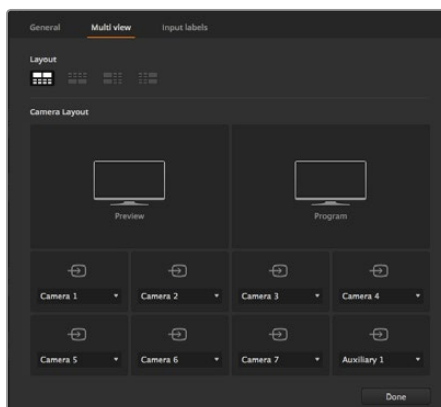 General Multi view Input labels
Layout
Camera Layout
Preview Program
Camera 1 Camera 2 Camera 3 Camera 4
Camera 5 Camera 6 Camera 7 Auxiliary 1
Done